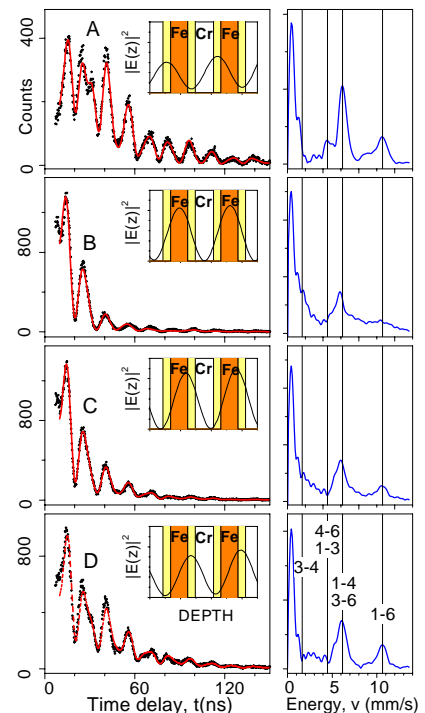 400
Counts
0
A
|E(z)|²
Fe Cr Fe
800
0
B
|E(z)|²
Fe Cr Fe
800
0
C
|E(z)|²
Fe Cr Fe
800
0
D
|E(z)|²
Fe Cr Fe
DEPTH
4-6
1-3
3-4
1-4
3-6
1-6
0 60 120
Time delay, t(ns)
0 5 10
Energy, v (mm/s)